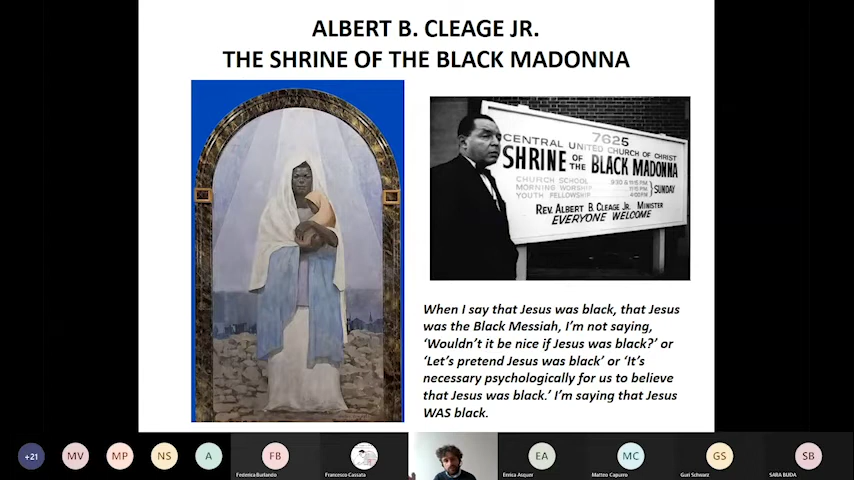 ALBERT B. CLEAGE JR.
THE SHRINE OF THE BLACK MADONNA
7625
CENTRAL UNITED CHURCH OF CHRIST
SHRINE OF THE BLACK MADONNA
CHURCH SCHOOL
MORNING WORSHIP
YOUTH FELLOWSHIP
SUNDAY
REV. ALBERT B. CLEAGE JR. MINISTER
EVERYONE WELCOME
When I say that Jesus was black, that Jesus
was the Black Messiah, I'm not saying,
‘Wouldn't it be nice if Jesus was black?’ or
‘Let's pretend Jesus was black’ or ‘It's
necessary psychologically for us to believe
that Jesus was black.’ I'm saying that Jesus
WAS black.
+21
MV
MP
NS
A
FB
EA
MC
GS
SB
Federica Burlando
Francesco Cassata
Enrica Asquer
Matteo Capurro
Guri Schwarz
SARA BUDA